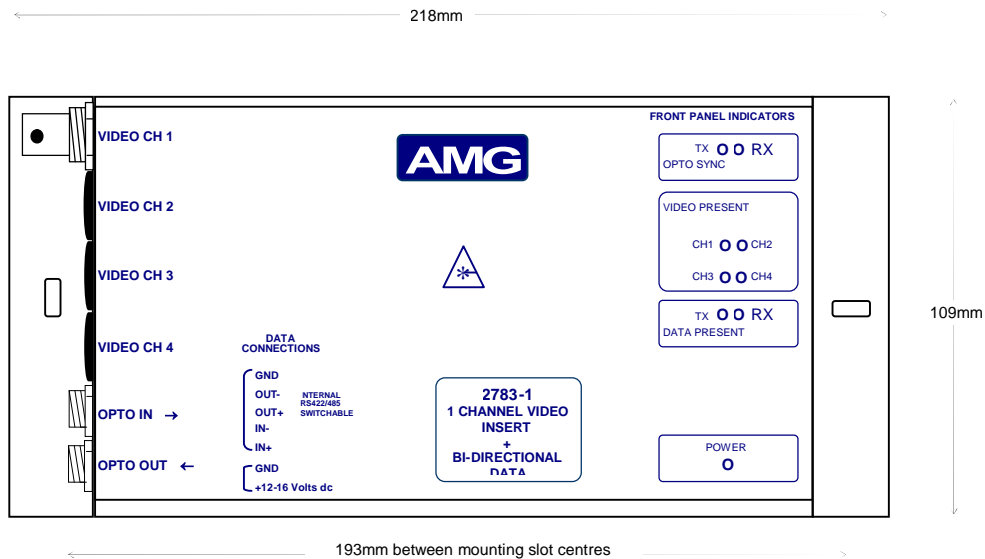 218mm
FRONT PANEL INDICATORS
VIDEO CH 1
AMG
TX O O RX
OPTO SYNC
VIDEO CH 2
VIDEO PRESENT
CH1 O O CH2
VIDEO CH 3
CH3 O O CH4
109mm
TX O O RX
DATA PRESENT
VIDEO CH 4
DATA
CONNECTIONS
GND
OUT-
OUT+
IN-
IN+
NTERNAL
RS422/485
SWITCHABLE
GND
+12-16 Volts dc
OPTO IN →
OPTO OUT ←
2783-1
1 CHANNEL VIDEO
INSERT
+
BI-DIRECTIONAL
DATA
POWER
O
193mm between mounting slot centres